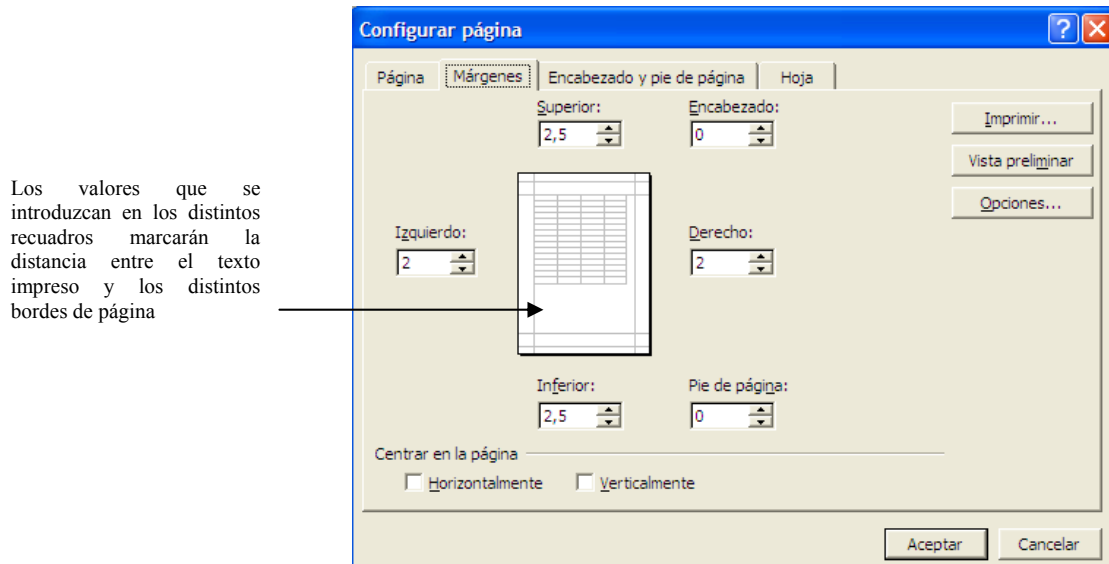 Configurar página
Página Márgenes Encabezado y pie de página Hoja
Superior: Encabezado:
2,5 0
Imprimir...
Vista preliminar
Opciones...
Los valores que se
introduzcan en los distintos
recuadros marcarán la
distancia entre el texto
impreso y los distintos
bordes de página
Izquierdo: Derecho:
2 2
Inferior: Pie de página:
2,5 0
Centrar en la página
Horizontalmente Verticalmente
Aceptar Cancelar